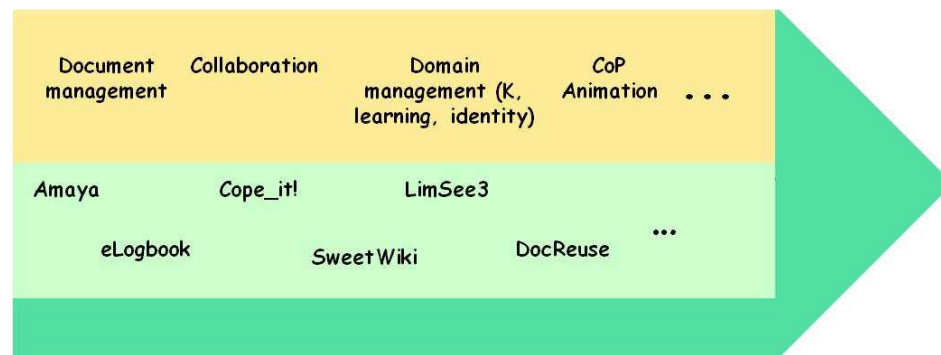 Document management
Collaboration
Domain management (K, learning, identity)
CoP Animation
...
Amaya
Cope_it!
LimSee3
eLogbook
SweetWiki
DocReuse
...